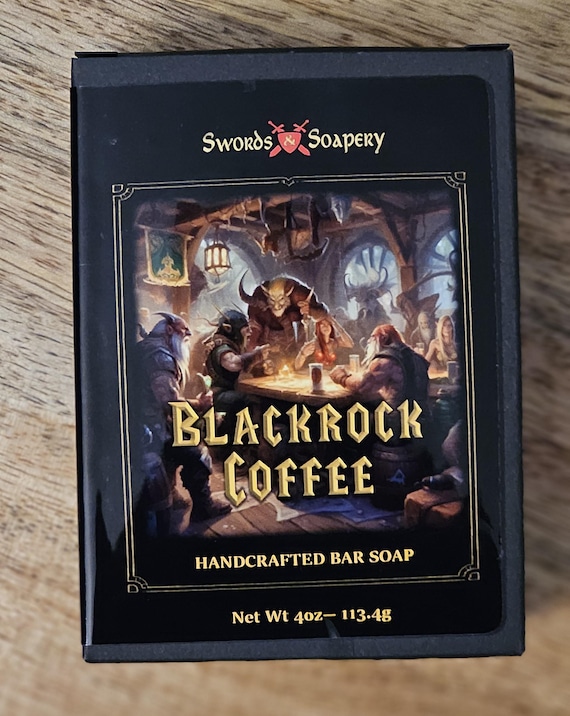 Swords & Soapery
Blackrock
Coffee
HANDCRAFTED BAR SOAP
Net Wt 4oz— 113.4g